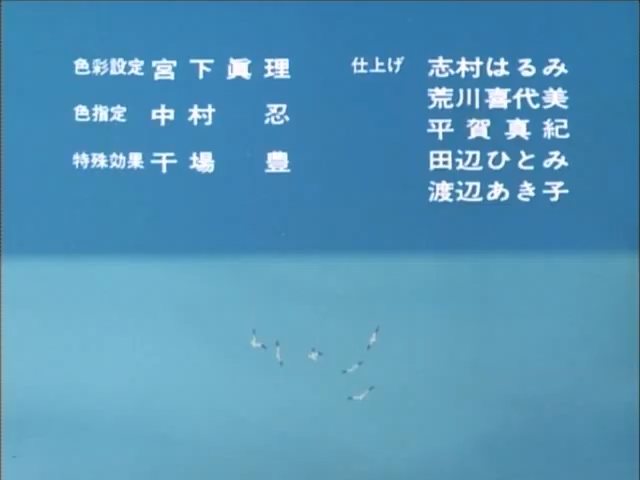 色彩設定 宮下眞理
色指定 中村 忍
特殊効果 干場 豊
仕上げ 志村はるみ
荒川喜代美
平賀真紀
田辺ひとみ
渡辺あき子